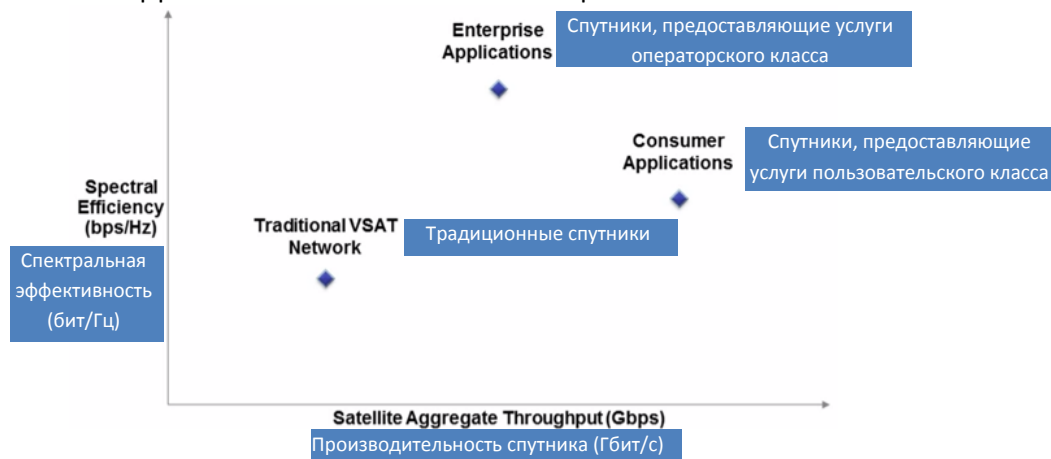 Enterprise
Applications
Спутники, предоставляющие услуги
операторского класса
Consumer
Applications
Спутники, предоставляющие
услуги пользовательского класса
Spectral
Efficiency
(bps/Hz)
Traditional VSAT
Network
Традиционные спутники
Спектральная
эффективность
(бит/Гц)
Satellite Aggregate Throughput (Gbps)
Производительность спутника (Гбит/с)